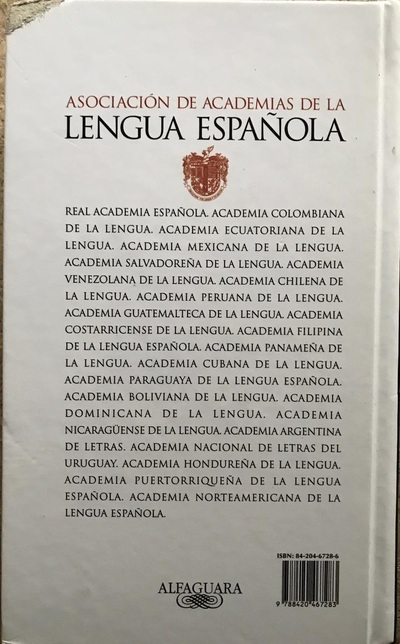 ASOCIACIÓN DE ACADEMIAS DE LA
LENGUA ESPAÑOLA
REAL ACADEMIA ESPAÑOLA. ACADEMIA COLOMBIANA
DE LA LENGUA. ACADEMIA ECUATORIANA DE LA
LENGUA. ACADEMIA MEXICANA DE LA LENGUA.
ACADEMIA SALVADOREÑA DE LA LENGUA. ACADEMIA
VENEZOLANA DE LA LENGUA. ACADEMIA CHILENA DE
LA LENGUA. ACADEMIA PERUANA DE LA LENGUA.
ACADEMIA GUATEMALTECA DE LA LENGUA. ACADEMIA
COSTARRICENSE DE LA LENGUA. ACADEMIA FILIPINA
DE LA LENGUA ESPAÑOLA. ACADEMIA PANAMEÑA DE
LA LENGUA. ACADEMIA CUBANA DE LA LENGUA.
ACADEMIA PARAGUAYA DE LA LENGUA ESPAÑOLA.
ACADEMIA BOLIVIANA DE LA LENGUA. ACADEMIA
DOMINICANA DE LA LENGUA. ACADEMIA
NICARAGÜENSE DE LA LENGUA. ACADEMIA ARGENTINA
DE LETRAS. ACADEMIA NACIONAL DE LETRAS DEL
URUGUAY. ACADEMIA HONDUREÑA DE LA LENGUA.
ACADEMIA PUERTORRIQUEÑA DE LA LENGUA
ESPAÑOLA. ACADEMIA NORTEAMERICANA DE LA
LENGUA ESPAÑOLA.
ISBN: 84-204-6728-6
9 788420 467283
ALFAGUARA